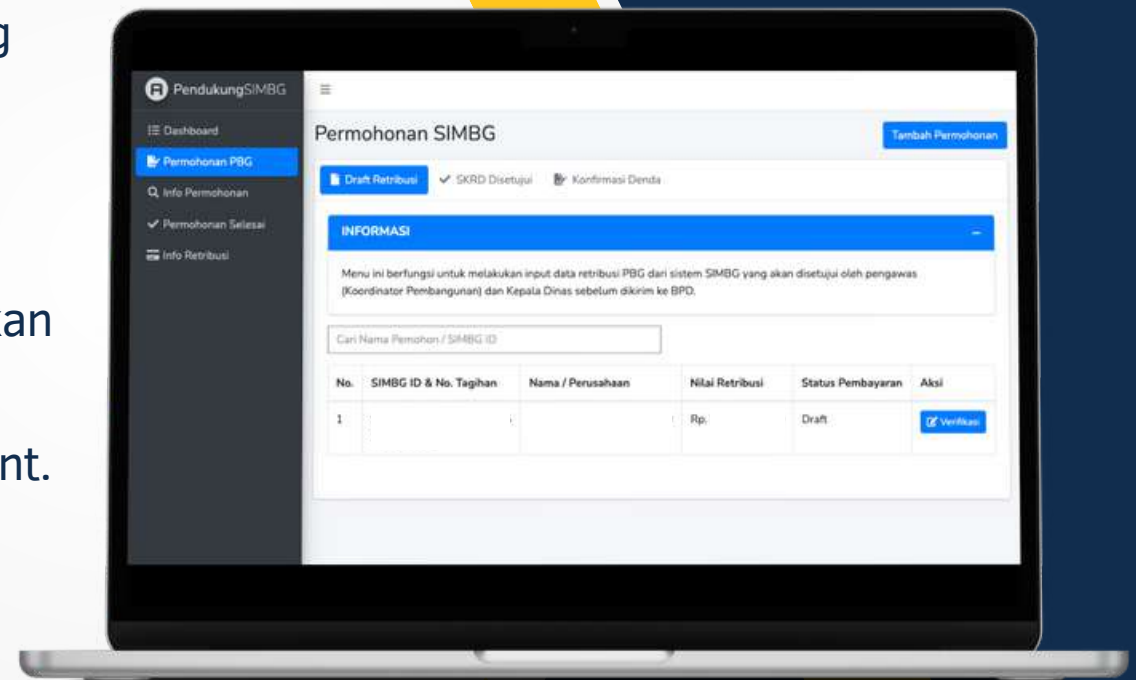 g
kan
nt.
PendukungSIMBG
Dashboard
Permohonan PBG
Info Permohonan
Permohonan Selesai
Info Retribusi
Permohonan SIMBG
Tambah Permohonan
Draft Retribusi
SKRD Disetujui
Konfirmasi Denda
INFORMASI
Menu ini berfungsi untuk melakukan input data retribusi PBG dari sistem SIMBG yang akan disetujui oleh pengawas
(Koordinator Pembangunan) dan Kepala Dinas sebelum dikirim ke BPD.
Cari Nama Pemohon / SIMBG ID
No. SIMBG ID & No. Tagihan Nama / Perusahaan Nilai Retribusi Status Pembayaran Aksi
1 Rp. Draft Verifikasi